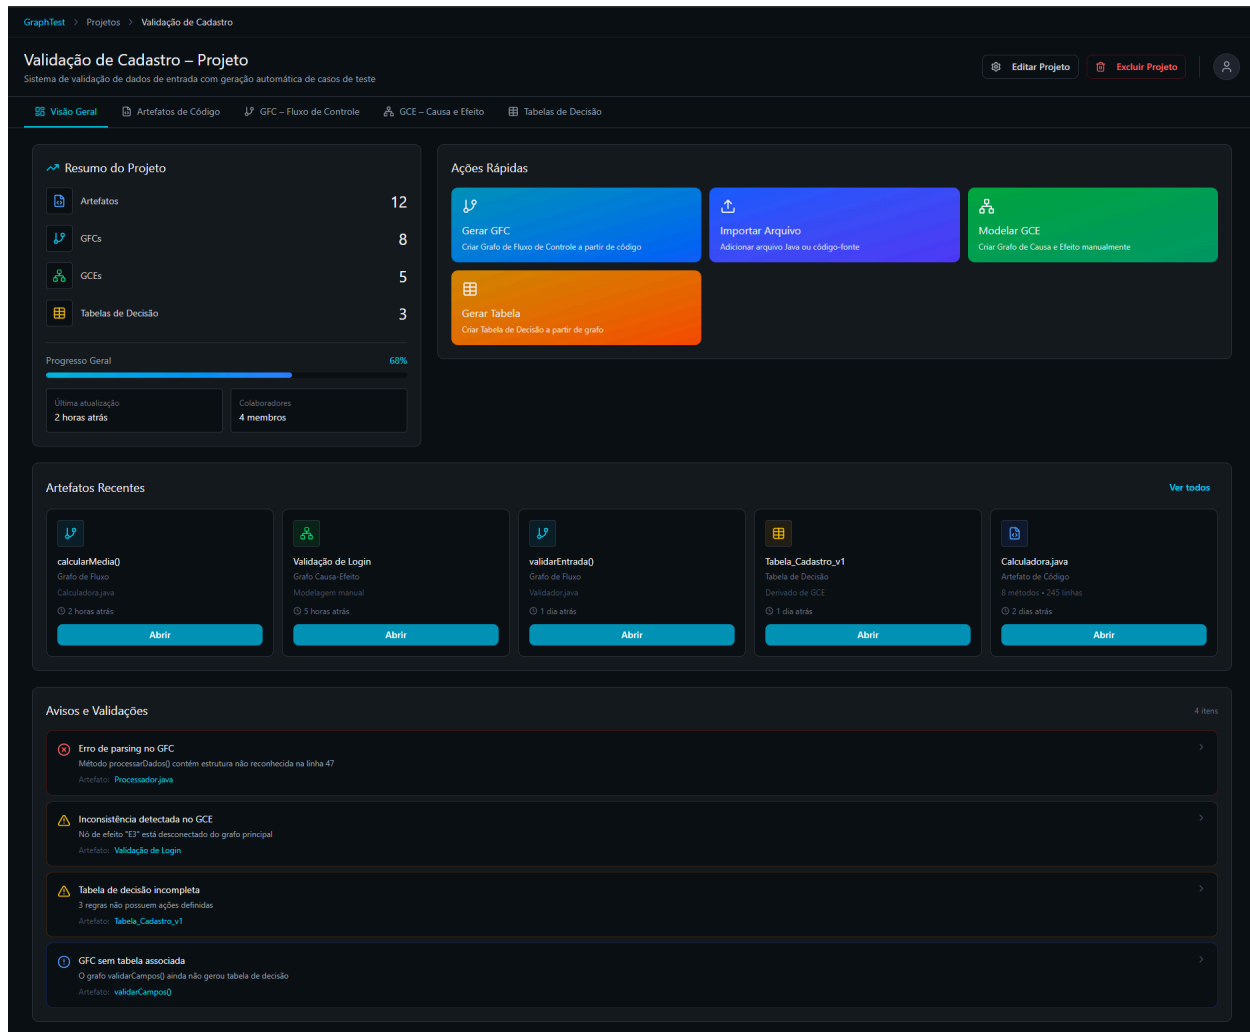 GraphTest > Projetos > Validação de Cadastro
Validação de Cadastro – Projeto
Sistema de validação de dados de entrada com geração automática de casos de teste
Editar Projeto
Excluir Projeto
Visão Geral
Artefatos de Código
GFC – Fluxo de Controle
GCE – Causa e Efeito
Tabelas de Decisão
Resumo do Projeto
Artefatos 12
GFCs 8
GCEs 5
Tabelas de Decisão 3
Progresso Geral 68%
Última atualização
2 horas atrás
Colaboradores
4 membros
Ações Rápidas
Gerar GFC
Criar Grafo de Fluxo de Controle a partir de código
Importar Arquivo
Adicionar arquivo Java ou código-fonte
Modelar GCE
Criar Grafo de Causa e Efeito manualmente
Gerar Tabela
Criar Tabela de Decisão a partir de grafo
Artefatos Recentes
Ver todos
calcularMedia()
Grafo de Fluxo
Calculadora.java
2 horas atrás
Abrir
Validação de Login
Grafo Causa-Efeito
Modelagem manual
5 horas atrás
Abrir
validarEntrada()
Grafo de Fluxo
Validador.java
1 dia atrás
Abrir
Tabela_Cadastro_v1
Tabela de Decisão
Derivado de GCE
1 dia atrás
Abrir
Calculadora.java
Artefato de Código
8 métodos • 245 linhas
2 dias atrás
Abrir
Avisos e Validações
4 itens
Erro de parsing no GFC
Método processarDados() contém estrutura não reconhecida na linha 47
Artefato: Processador.java
Inconsistência detectada no GCE
Nó de efeito "E3" está desconectado do grafo principal
Artefato: Validação de Login
Tabela de decisão incompleta
3 regras não possuem ações definidas
Artefato: Tabela_Cadastro_v1
GFC sem tabela associada
O grafo validarCampos() ainda não gerou tabela de decisão
Artefato: validarCampos()